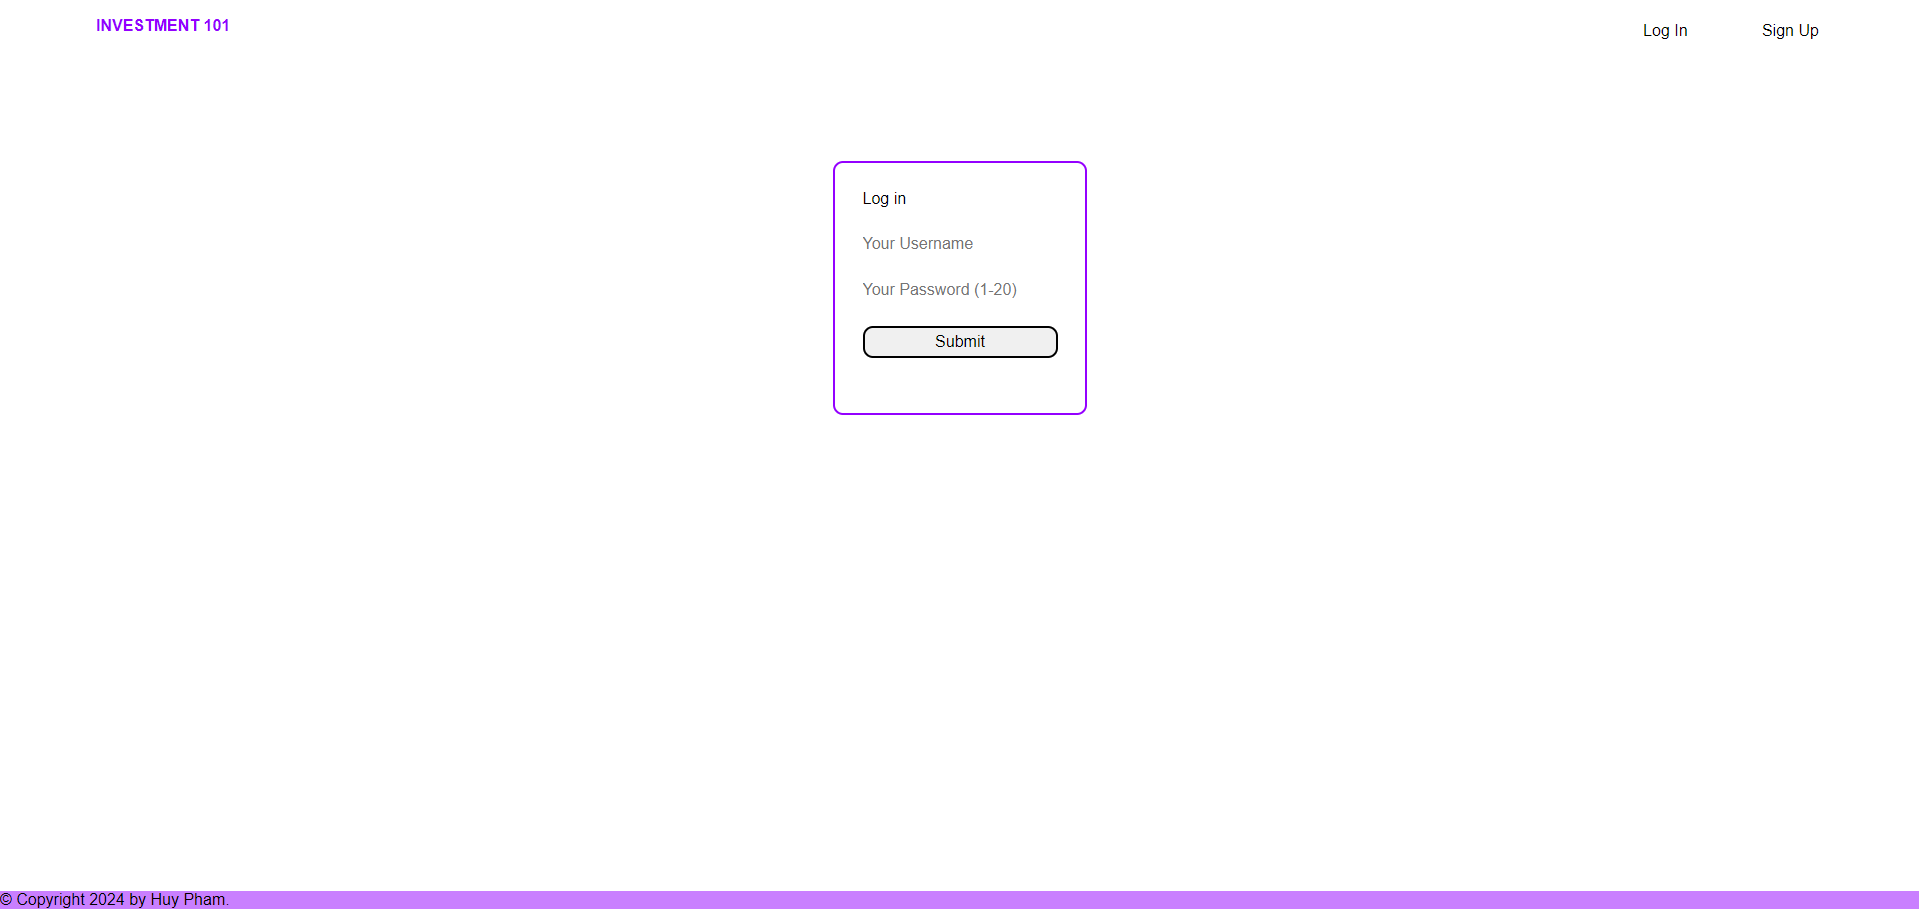 INVESTMENT 101
Log In
Sign Up
Log in
Your Username
Your Password (1-20)
Submit
© Copyright 2024 by Huy Pham.